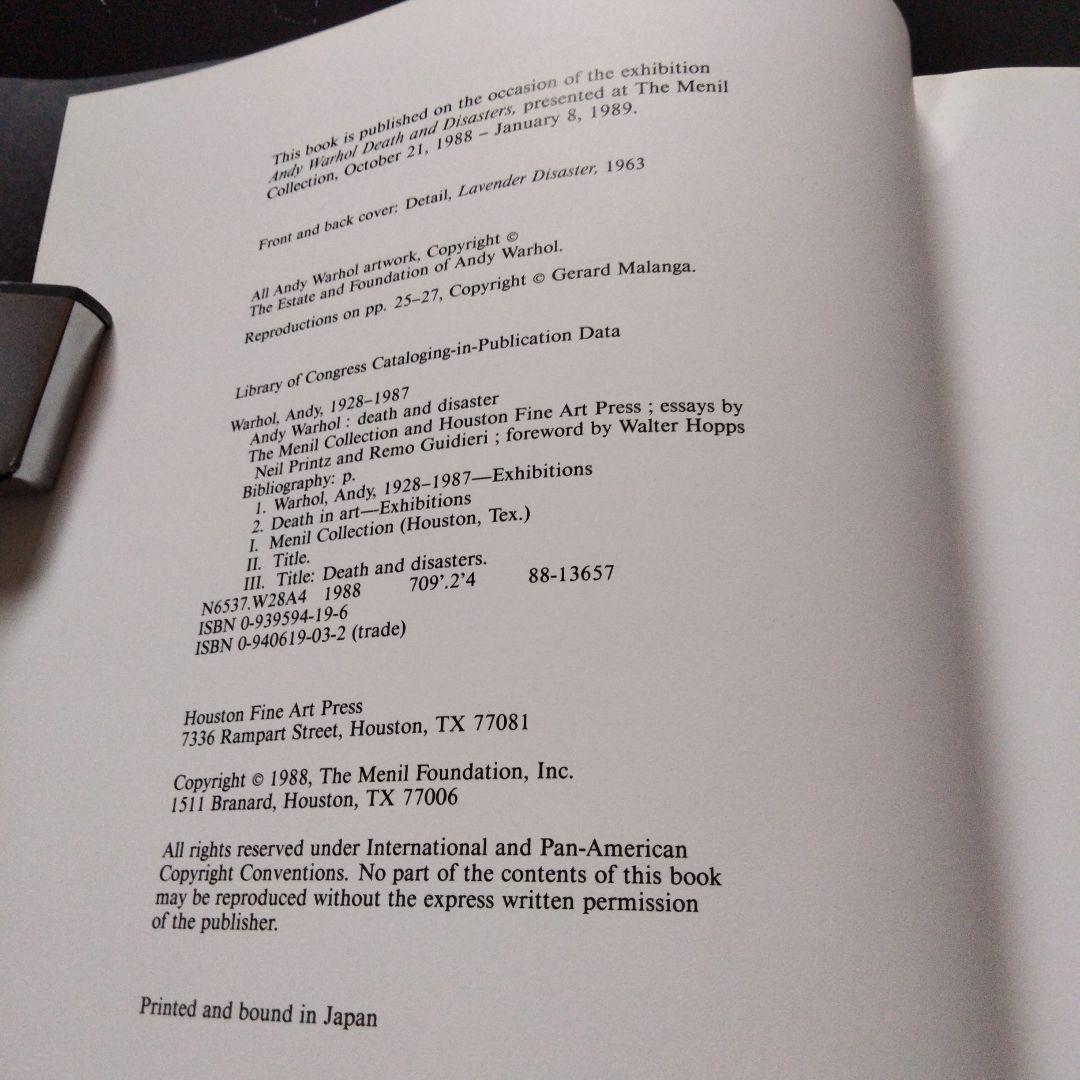 This book is published on the occasion of the exhibition
Andy Warhol Death and Disasters, presented at The Menil
Collection, October 21, 1988 – January 8, 1989.
Front and back cover: Detail, Lavender Disaster, 1963
All Andy Warhol artwork, Copyright ©
The Estate and Foundation of Andy Warhol.
Reproductions on pp. 25–27, Copyright © Gerard Malanga.
Library of Congress Cataloging-in-Publication Data
Warhol, Andy, 1928–1987
Andy Warhol : death and disaster
The Menil Collection and Houston Fine Art Press ; essays by
Neil Printz and Remo Guidieri ; foreword by Walter Hopps
Bibliography: p.
1. Warhol, Andy, 1928–1987—Exhibitions
2. Death in art—Exhibitions
I. Menil Collection (Houston, Tex.)
II. Title.
III. Title: Death and disasters.
N6537.W28A4 1988 709'.2'4 88-13657
ISBN 0-939594-19-6
ISBN 0-940619-03-2 (trade)
Houston Fine Art Press
7336 Rampart Street, Houston, TX 77081
Copyright © 1988, The Menil Foundation, Inc.
1511 Branard, Houston, TX 77006
All rights reserved under International and Pan-American
Copyright Conventions. No part of the contents of this book
may be reproduced without the express written permission
of the publisher.
Printed and bound in Japan